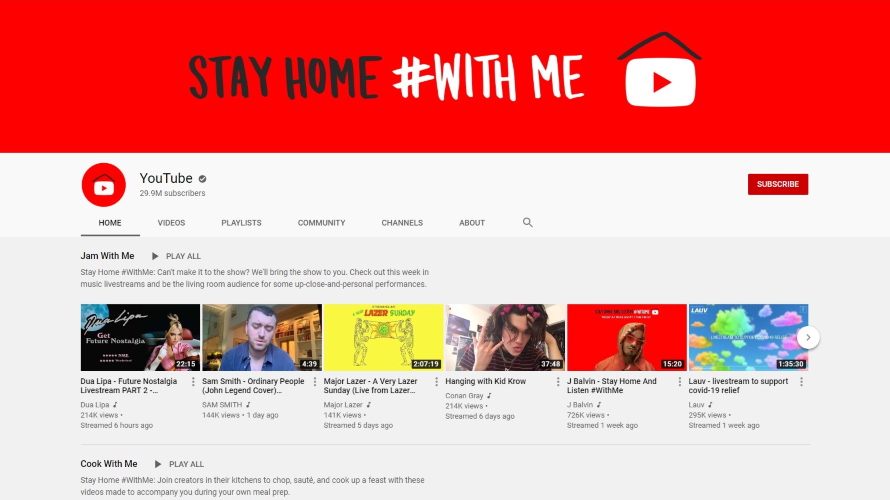 STAY HOME #WITH ME
YouTube
29.9M subscribers
SUBSCRIBE
HOME VIDEOS PLAYLISTS COMMUNITY CHANNELS ABOUT
Jam With Me PLAY ALL
Stay Home #WithMe: Can't make it to the show? We'll bring the show to you. Check out this week in
music livestreams and be the living room audience for some up-close-and-personal performances.
Dua Lipa
Get
Future Nostalgia
22:15
4:39
LAZER SUNDAY
2:07:19
37:48
15:20
LAUV
1:35:30
Dua Lipa - Future Nostalgia
Livestream PART 2 -...
Dua Lipa
214K views •
Streamed 6 hours ago
Sam Smith - Ordinary People
(John Legend Cover)...
SAM SMITH
144K views • 1 day ago
Major Lazer - A Very Lazer
Sunday (Live from Lazer...
Major Lazer
141K views •
Streamed 5 days ago
Hanging with Kid Krow
Conan Gray
214K views •
Streamed 6 days ago
J Balvin - Stay Home And
Listen #WithMe
J Balvin
726K views •
Streamed 1 week ago
Lauv - livestream to support
covid-19 relief
Lauv
295K views •
Streamed 1 week ago
Cook With Me PLAY ALL
Stay Home #WithMe: Join creators in their kitchens to chop, sauté, and cook up a feast with these
videos made to accompany you during your own meal prep.